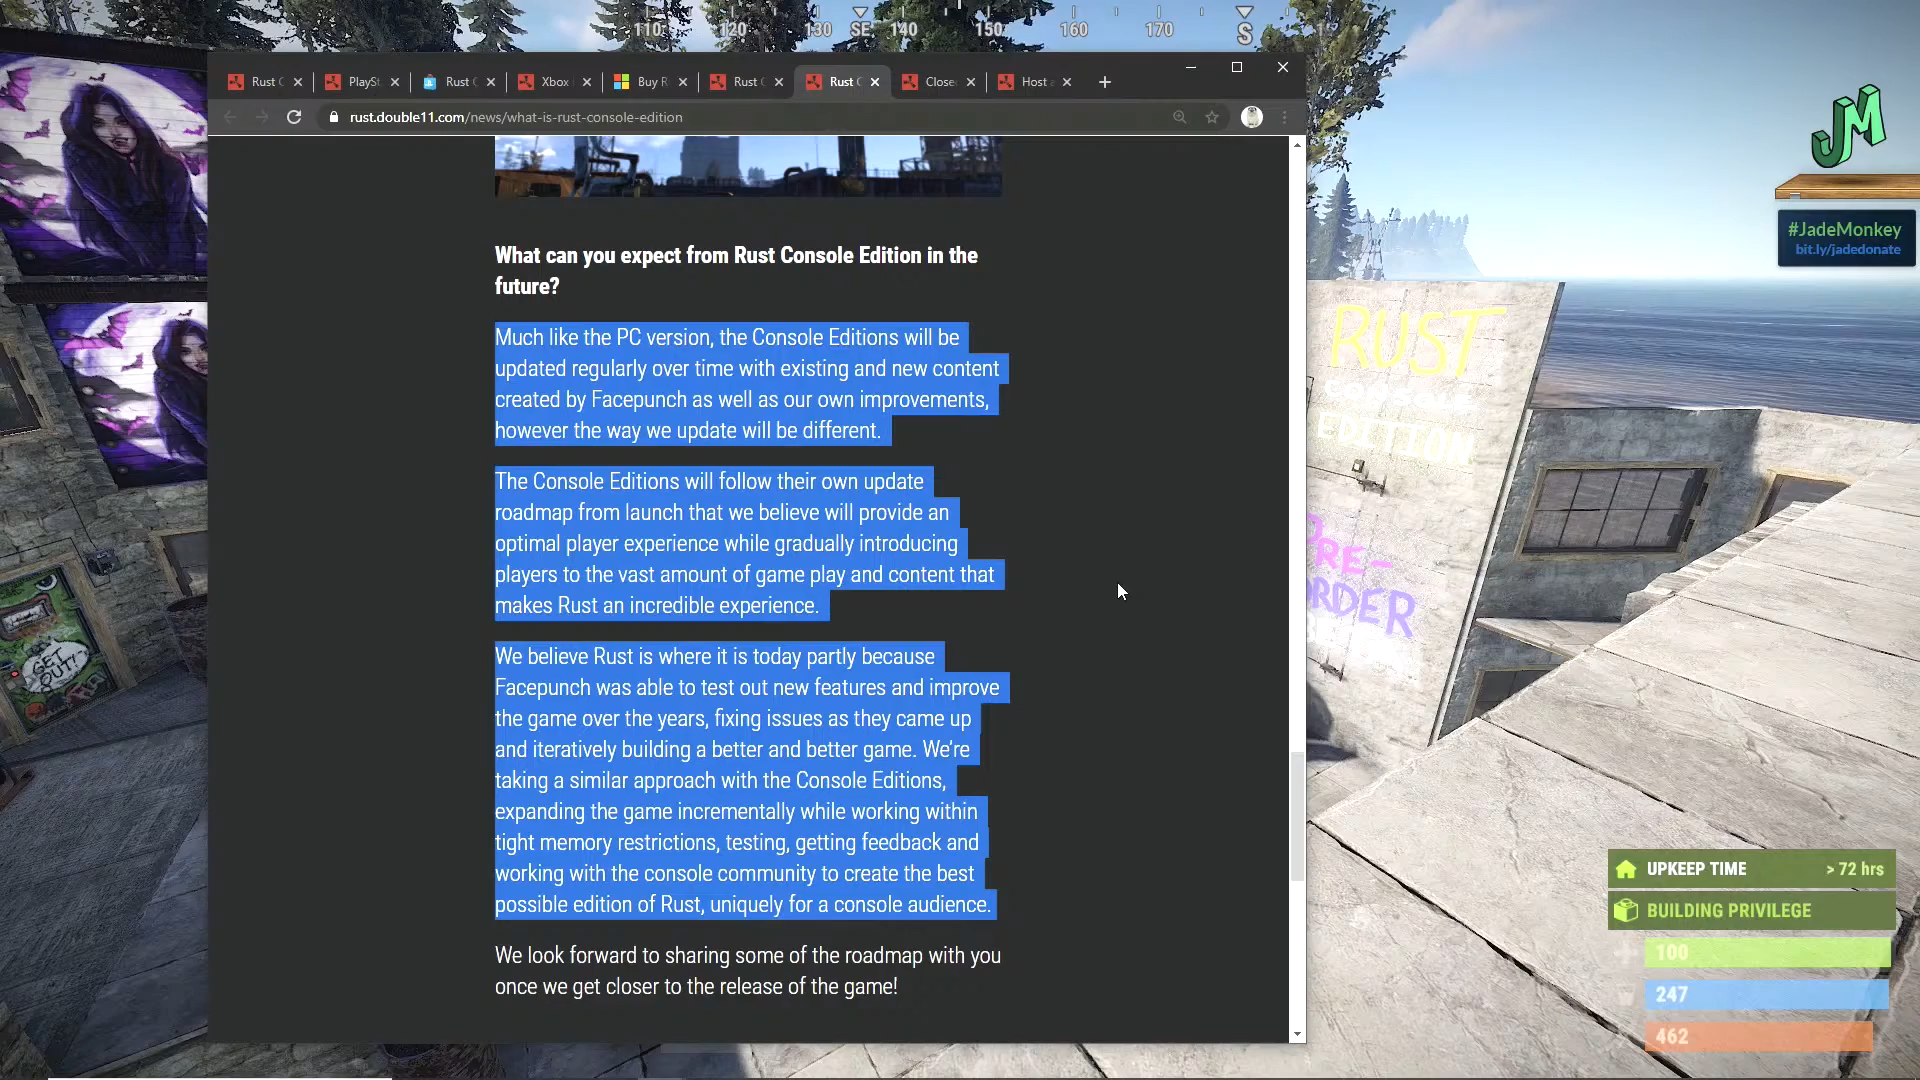 110 120 130 SE 140 150 160 170 S
Rust C
PlaySt
Rust C
Xbox
Buy R
Rust C
Rust C
Close
Host a
rust.double11.com/news/what-is-rust-console-edition
JM
#JadeMonkey
bit.ly/jadedonate
What can you expect from Rust Console Edition in the
future?
Much like the PC version, the Console Editions will be
updated regularly over time with existing and new content
created by Facepunch as well as our own improvements,
however the way we update will be different.
The Console Editions will follow their own update
roadmap from launch that we believe will provide an
optimal player experience while gradually introducing
players to the vast amount of game play and content that
makes Rust an incredible experience.
We believe Rust is where it is today partly because
Facepunch was able to test out new features and improve
the game over the years, fixing issues as they came up
and iteratively building a better and better game. We're
taking a similar approach with the Console Editions,
expanding the game incrementally while working within
tight memory restrictions, testing, getting feedback and
working with the console community to create the best
possible edition of Rust, uniquely for a console audience.
We look forward to sharing some of the roadmap with you
once we get closer to the release of the game!
RUST
CONSOLE
EDITION
PRE-
ORDER
GET
OUT!
UPKEEP TIME > 72 hrs
BUILDING PRIVILEGE
100
247
462